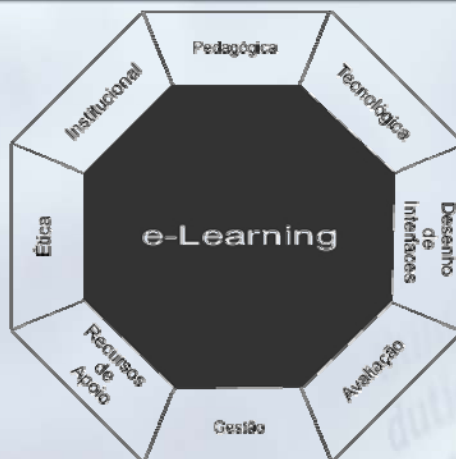 Pedagógica
Tecnológica
Desenho
de
Interfaces
Avaliação
Gestão
Recursos
de
Apoio
Ética
Institucional
e-Learning